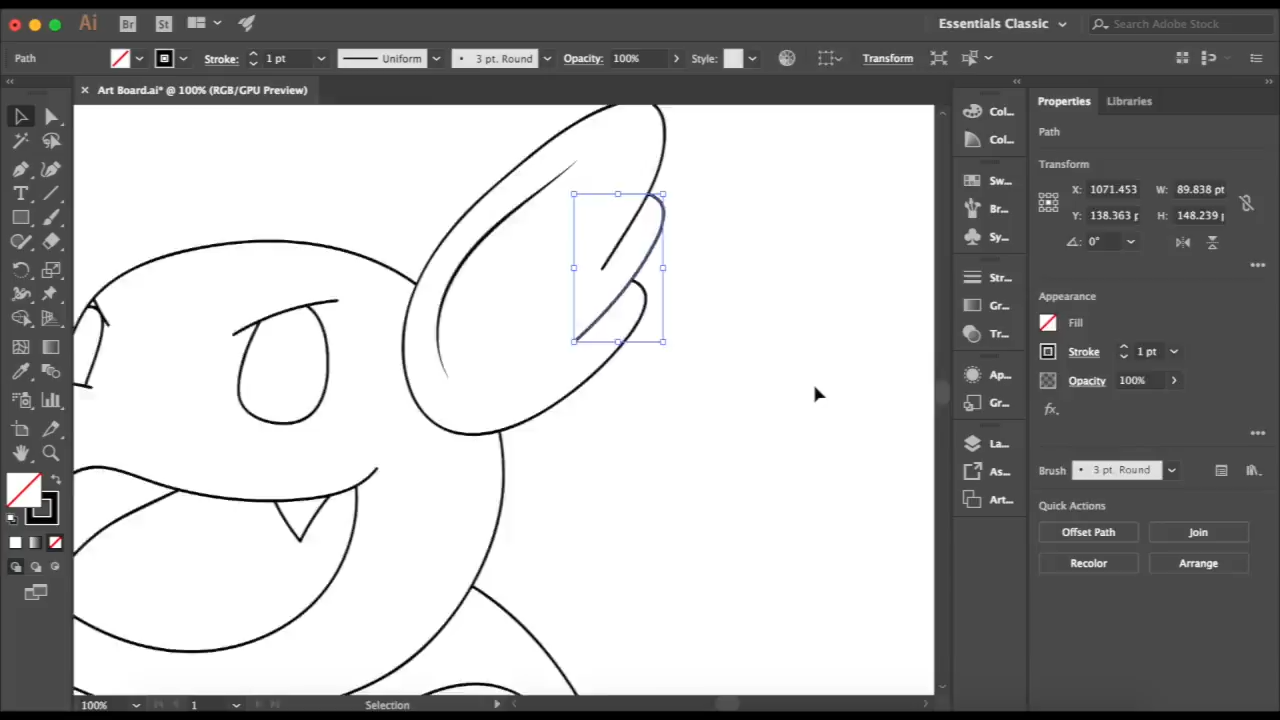 Ai Br St Essentials Classic Search Adobe Stock
Path Stroke: 1 pt Uniform 3 pt. Round Opacity: 100% Style: Transform
× Art Board.ai* @ 100% (RGB/GPU Preview)
Col...
Col...
Sw...
Br...
Sy...
Str...
Gr...
Tr...
Ap...
Gr...
La...
As...
Art...
Properties Libraries
Path
Transform
X: 1071.453 W: 89.838 pt
Y: 138.363 p H: 148.239
0°
Appearance
Fill
Stroke 1 pt
Opacity 100%
fx
Brush 3 pt. Round
Quick Actions
Offset Path Join
Recolor Arrange
100% 1 Selection